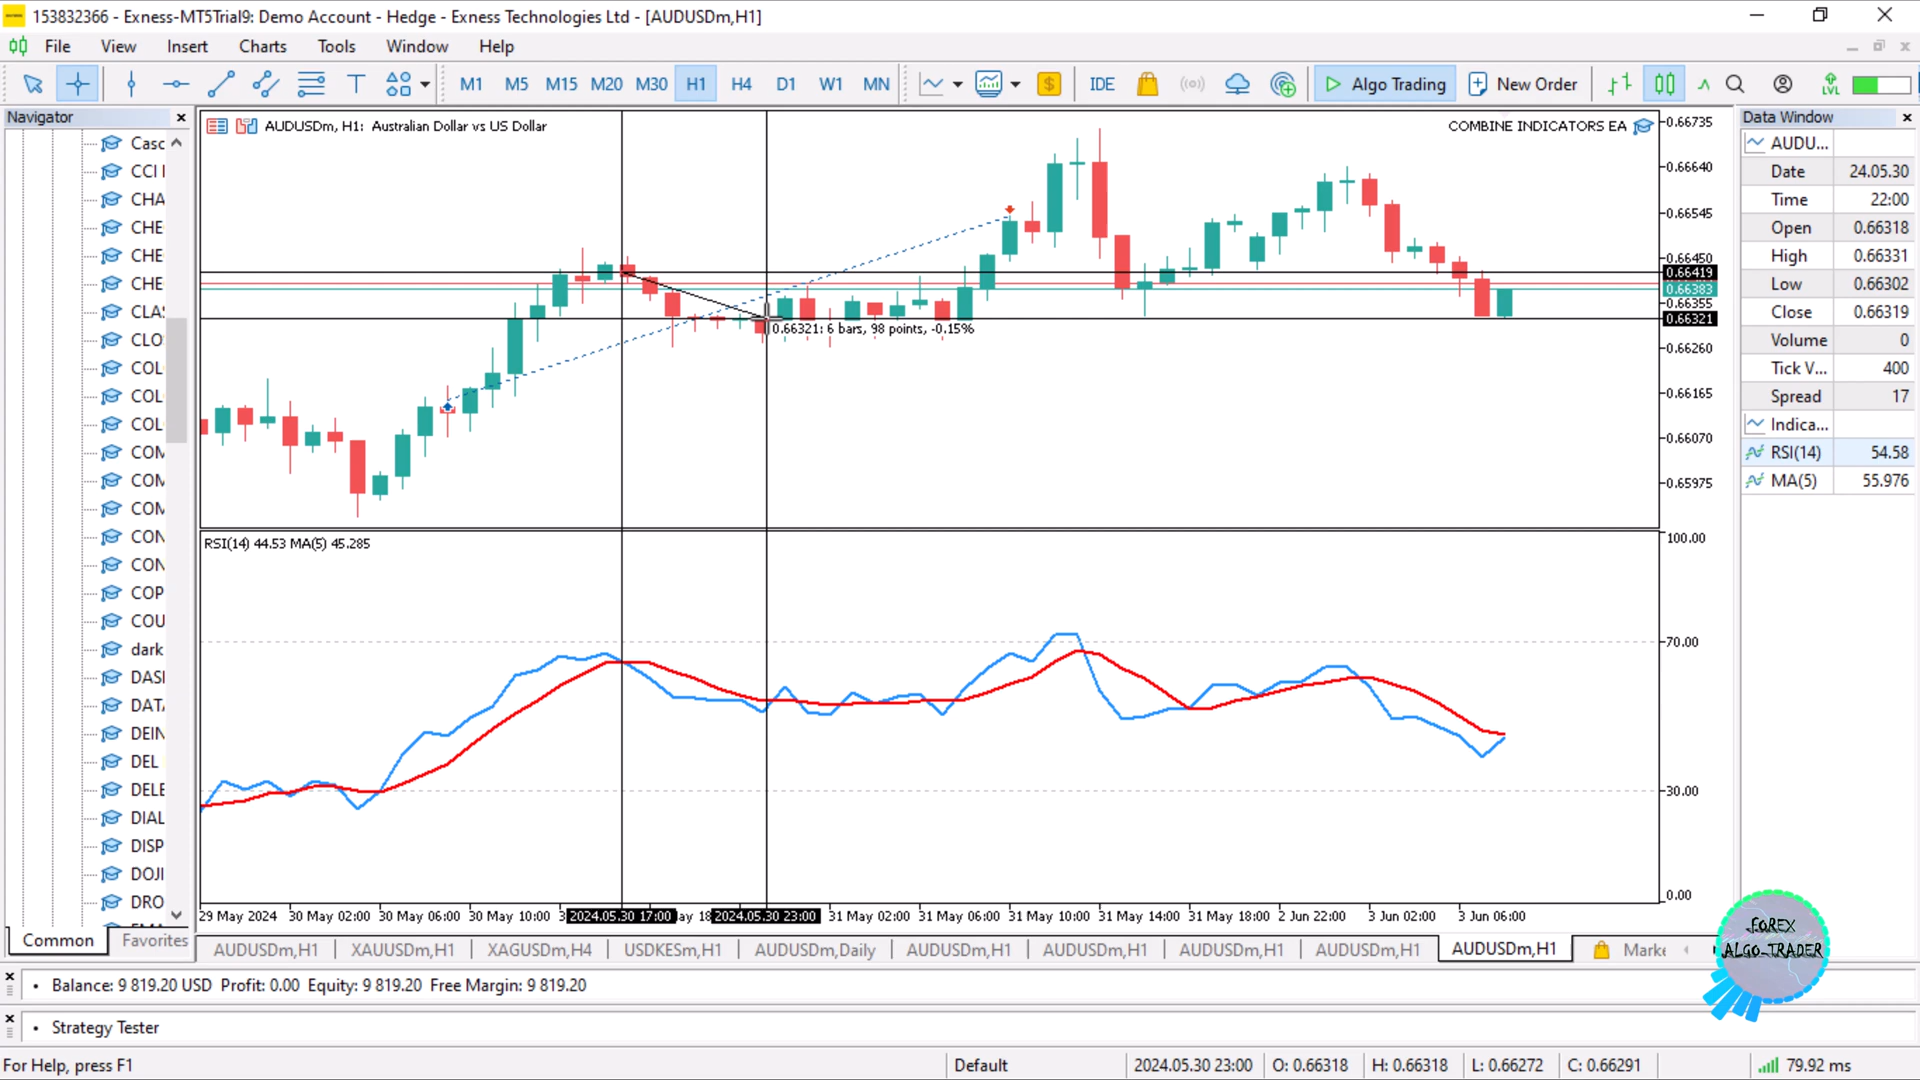 153832366 - Exness-MT5Trial9: Demo Account - Hedge - Exness Technologies Ltd - [AUDUSDm,H1]
File View Insert Charts Tools Window Help
M1 M5 M15 M20 M30 H1 H4 D1 W1 MN IDE Algo Trading New Order LVL
Navigator
Casc
CCI
CHA
CHE
CHE
CHE
CLA
CLO
COL
COL
COL
COM
COM
COM
CON
CON
COP
COU
dark
DASI
DAT
DEIN
DEL
DELE
DIAL
DISP
DOJI
DRO
Common Favorites
AUDUSDm, H1: Australian Dollar vs US Dollar
COMBINE INDICATORS EA
0.66735
0.66640
0.66545
0.66450
0.66419
0.66383
0.66355
0.66321
0.66260
0.66165
0.66070
0.65975
0.66321: 6 bars, 98 points, -0.15%
RSI(14) 44.53 MA(5) 45.285
100.00
70.00
30.00
0.00
29 May 2024 30 May 02:00 30 May 06:00 30 May 10:00 3 2024.05.30 17:00 ay 18 2024.05.30 23:00 31 May 02:00 31 May 06:00 31 May 10:00 31 May 14:00 31 May 18:00 2 Jun 22:00 3 Jun 02:00 3 Jun 06:00
AUDUSDm,H1 XAUUSDm,H1 XAGUSDm,H4 USDKESm,H1 AUDUSDm,Daily AUDUSDm,H1 AUDUSDm,H1 AUDUSDm,H1 AUDUSDm,H1 AUDUSDm,H1 Marke
Data Window
AUDU...
Date 24.05.30
Time 22:00
Open 0.66318
High 0.66331
Low 0.66302
Close 0.66319
Volume 0
Tick V... 400
Spread 17
Indica...
RSI(14) 54.58
MA(5) 55.976
FOREX
ALGO-TRADER
Balance: 9 819.20 USD Profit: 0.00 Equity: 9 819.20 Free Margin: 9 819.20
Strategy Tester
For Help, press F1 Default 2024.05.30 23:00 O: 0.66318 H: 0.66318 L: 0.66272 C: 0.66291 79.92 ms